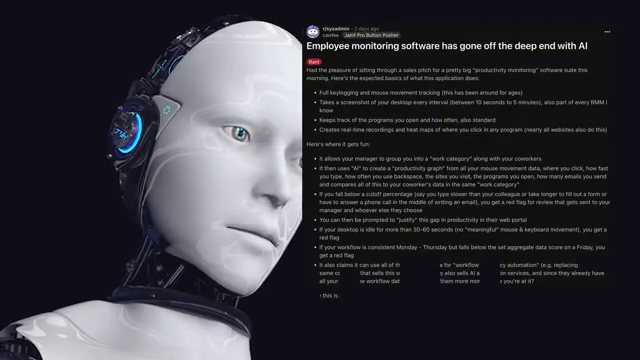 r/sysadmin · 2 days ago
cawfee Jamf Pro Button Pusher
Employee monitoring software has gone off the deep end with AI
Rant
Had the pleasure of sitting through a sales pitch for a pretty big "productivity monitoring" software suite this
morning. Here's the expected basics of what this application does:
• Full keylogging and mouse movement tracking (this has been around for ages)
• Takes a screenshot of your desktop every interval (between 10 seconds to 5 minutes), also part of every RMM I
know
• Keeps track of the programs you open and how often, also standard
• Creates real-time recordings and heat maps of where you click in any program (nearly all websites also do this)
Here's where it gets fun:
• It allows your manager to group you into a "work category" along with your coworkers
• It then uses "AI" to create a "productivity graph" from all your mouse movement data, where you click, how fast
you type, how often you use backspace, the sites you visit, the programs you open, how many emails you send
and compares all of this to your coworker's data in the same "work category"
• If you fall below a cutoff percentage (say you type slower than your colleague or take longer to fill out a form or
have to answer a phone call in the middle of writing an email), you get a red flag for review that gets sent to your
manager and whoever else they choose
• You can then be prompted to "justify" this gap in productivity in their web portal
• If your desktop is idle for more than 30-60 seconds (no "meaningful" mouse & keyboard movement), you get a
red flag
• If your workflow is consistent Monday - Thursday but falls below the set aggregate data score on a Friday, you
get a red flag
• It also claims it can use all of th a for "workflow cy automation" (e.g. replacing
same co that sells this s y also sells AI a on services, and since they already have
all your e workflow dat them more mor you're at it?
this is